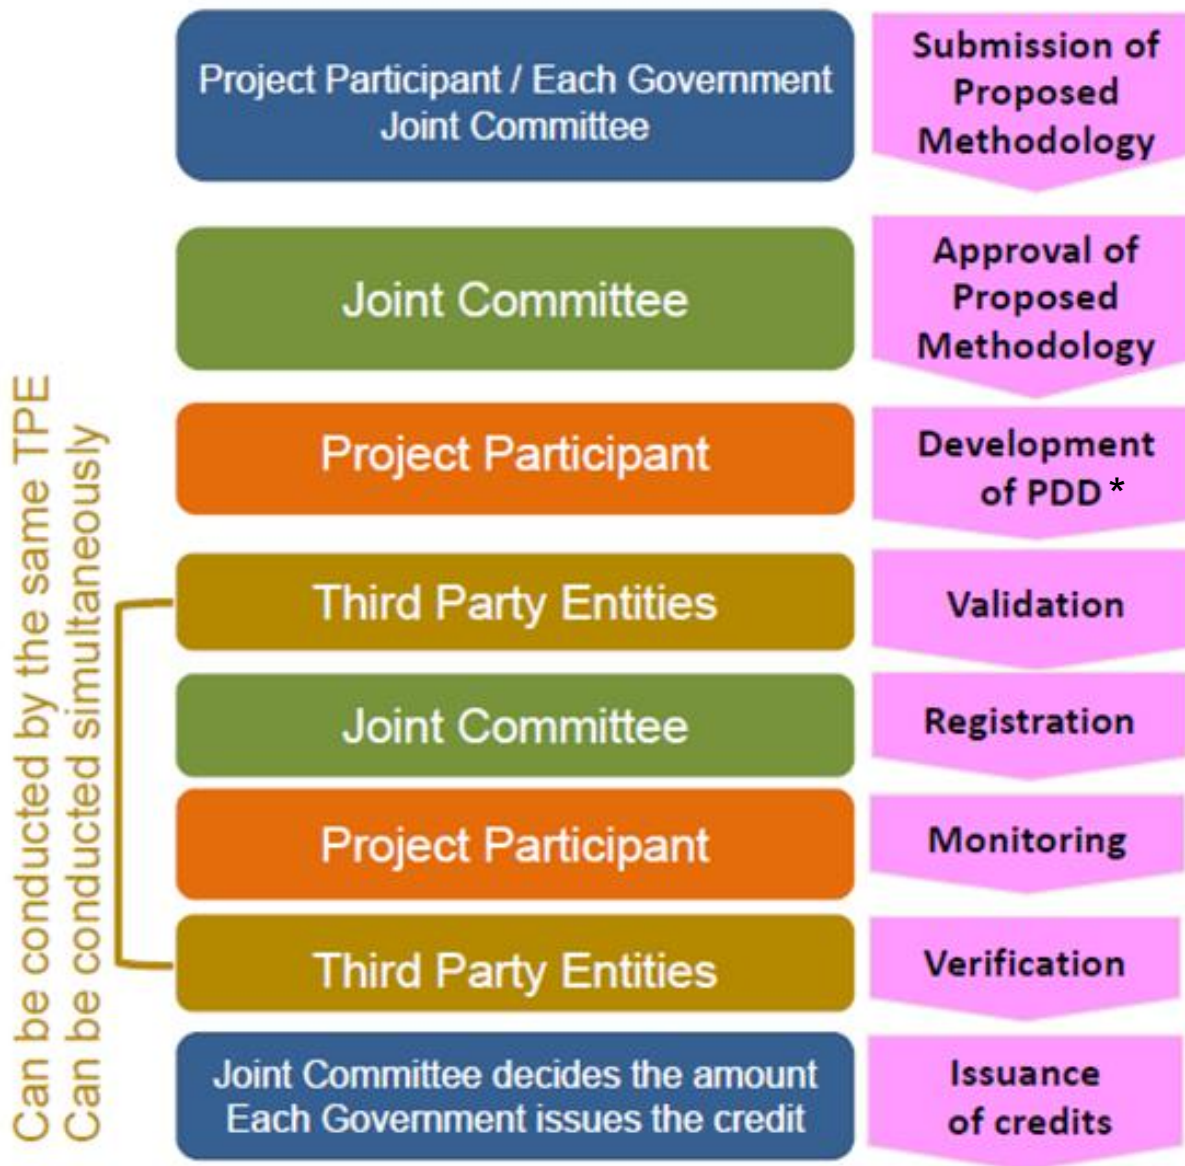 Project Participant / Each Government
Joint Committee
Submission of
Proposed
Methodology
Joint Committee
Approval of
Proposed
Methodology
Project Participant
Development
of PDD *
Third Party Entities
Validation
Joint Committee
Registration
Project Participant
Monitoring
Third Party Entities
Verification
Joint Committee decides the amount
Each Government issues the credit
Issuance
of credits
Can be conducted by the same TPE
Can be conducted simultaneously